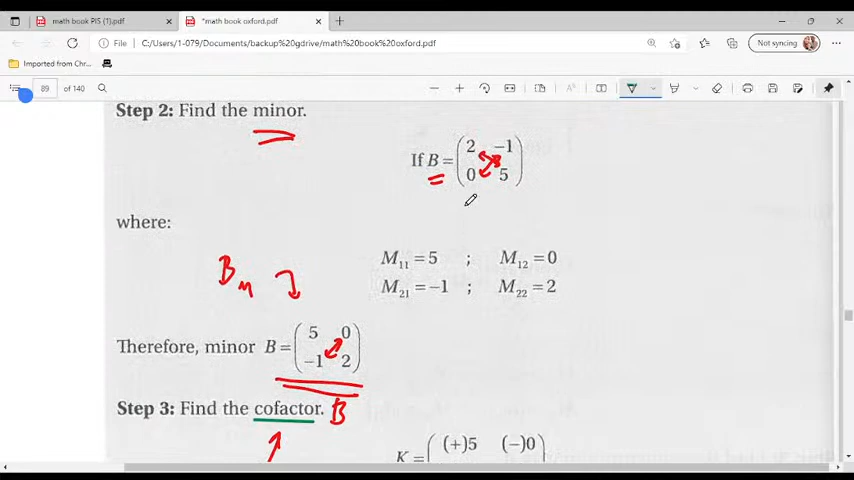 math book PIS (1).pdf
*math book oxford.pdf
File
C:/Users/1-079/Documents/backup%20gdrive/math%20book%20oxford.pdf
Not syncing
Imported from Chr...
89 of 140
Step 2: Find the minor.
If B = ( 2 −1
0 5 )
where:
M₁₁ = 5 ; M₁₂ = 0
M₂₁ = −1 ; M₂₂ = 2
B M
Therefore, minor B = ( 5 0
−1 2 )
Step 3: Find the cofactor. B
K = ( (+)5 (−)0 )